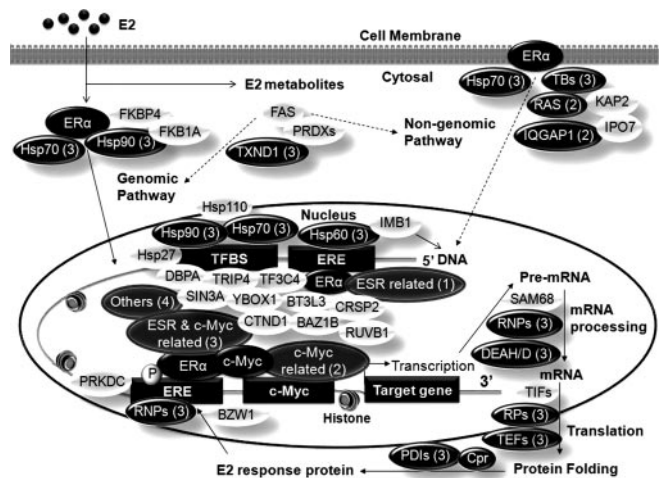 E2
Cell Membrane
ERα
Cytosal
Hsp70 (3)
TBs (3)
E2 metabolites
RAS (2)
KAP2
FKBP4
FAS
ERα
FKB1A
PRDXs
Non-genomic
Pathway
IQGAP1 (2)
IPO7
Hsp70 (3)
Hsp90 (3)
TXND1 (3)
Genomic
Pathway
Hsp110
Nucleus
Hsp90 (3)
Hsp70 (3)
Hsp60 (3)
IMB1
Hsp27
TFBS
ERE
5' DNA
DBPA
TRIP4
TF3C4
ERα
ESR related (1)
Pre-mRNA
Others (4)
SIN3A
YBOX1
BT3L3
CRSP2
SAM68
mRNA
processing
ESR & c-Myc
related (3)
CTND1
BAZ1B
RUVB1
RNPs (3)
DEAH/D (3)
ERα
c-Myc
c-Myc
related (2)
Transcription
mRNA
PRKDC
P
ERE
c-Myc
Target gene
3'
TIFs
RNPs (3)
BZW1
Histone
RPs (3)
Translation
TEFs (3)
PDIs (3)
Cpr
E2 response protein
Protein Folding